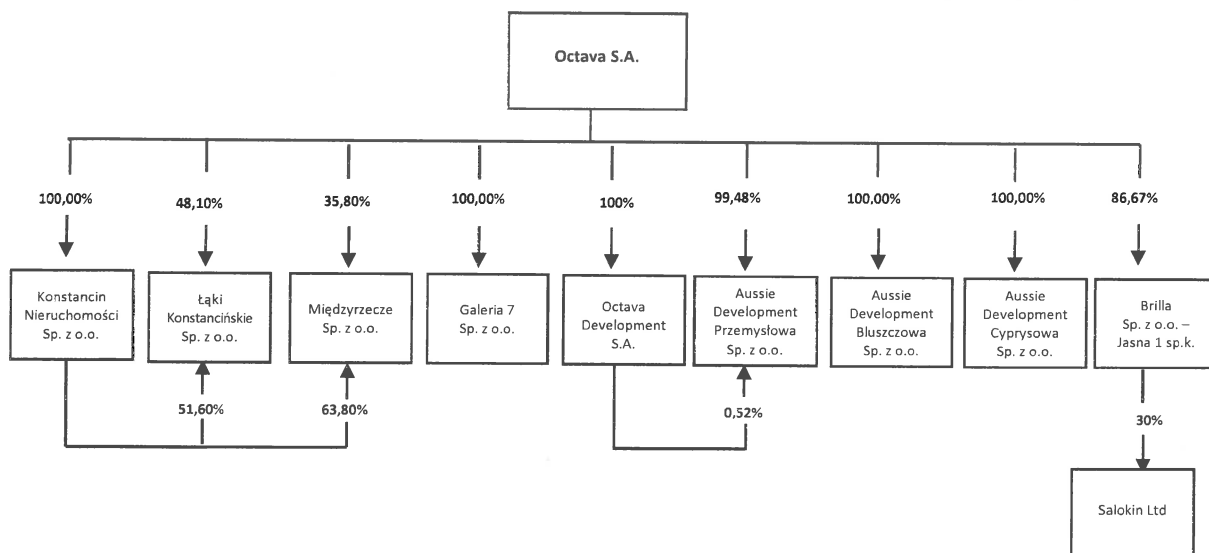 Octava S.A.
100,00%
48,10%
35,80%
100,00%
100%
99,48%
100,00%
100,00%
86,67%
Konstancin
Nieruchomości
Sp. z o.o.
Łąki
Konstancińskie
Sp. z o.o.
Międzyrzecze
Sp. z o.o.
Galeria 7
Sp. z o.o.
Octava
Development
S.A.
Aussie
Development
Przemysłowa
Sp. z o.o.
Aussie
Development
Bluszczowa
Sp. z o.o.
Aussie
Development
Cyprysowa
Sp. z o.o.
Brilla
Sp. z o.o. –
Jasna 1 sp.k.
51,60%
63,80%
0,52%
30%
Salokin Ltd